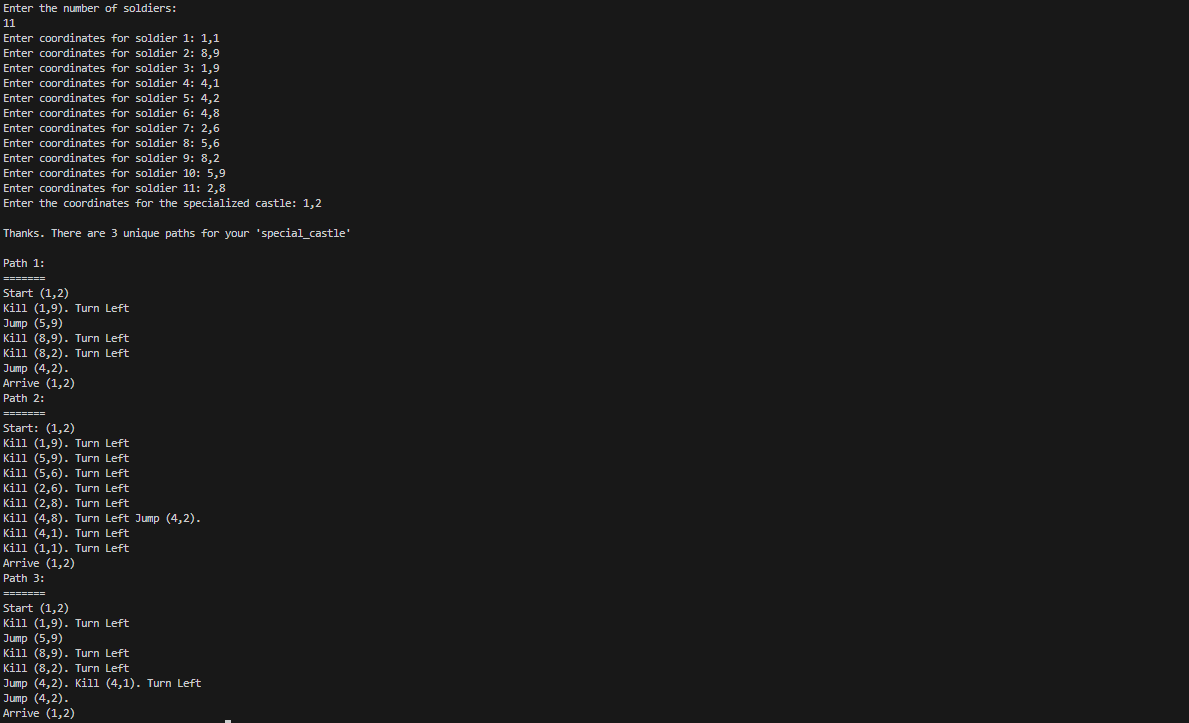 Enter the number of soldiers:
11
Enter coordinates for soldier 1: 1,1
Enter coordinates for soldier 2: 8,9
Enter coordinates for soldier 3: 1,9
Enter coordinates for soldier 4: 4,1
Enter coordinates for soldier 5: 4,2
Enter coordinates for soldier 6: 4,8
Enter coordinates for soldier 7: 2,6
Enter coordinates for soldier 8: 5,6
Enter coordinates for soldier 9: 8,2
Enter coordinates for soldier 10: 5,9
Enter coordinates for soldier 11: 2,8
Enter the coordinates for the specialized castle: 1,2
Thanks. There are 3 unique paths for your 'special_castle'
Path 1:
=======
Start (1,2)
Kill (1,9). Turn Left
Jump (5,9)
Kill (8,9). Turn Left
Kill (8,2). Turn Left
Jump (4,2).
Arrive (1,2)
Path 2:
=======
Start: (1,2)
Kill (1,9). Turn Left
Kill (5,9). Turn Left
Kill (5,6). Turn Left
Kill (2,6). Turn Left
Kill (2,8). Turn Left
Kill (4,8). Turn Left Jump (4,2).
Kill (4,1). Turn Left
Kill (1,1). Turn Left
Arrive (1,2)
Path 3:
=======
Start (1,2)
Kill (1,9). Turn Left
Jump (5,9)
Kill (8,9). Turn Left
Kill (8,2). Turn Left
Jump (4,2). Kill (4,1). Turn Left
Jump (4,2).
Arrive (1,2)